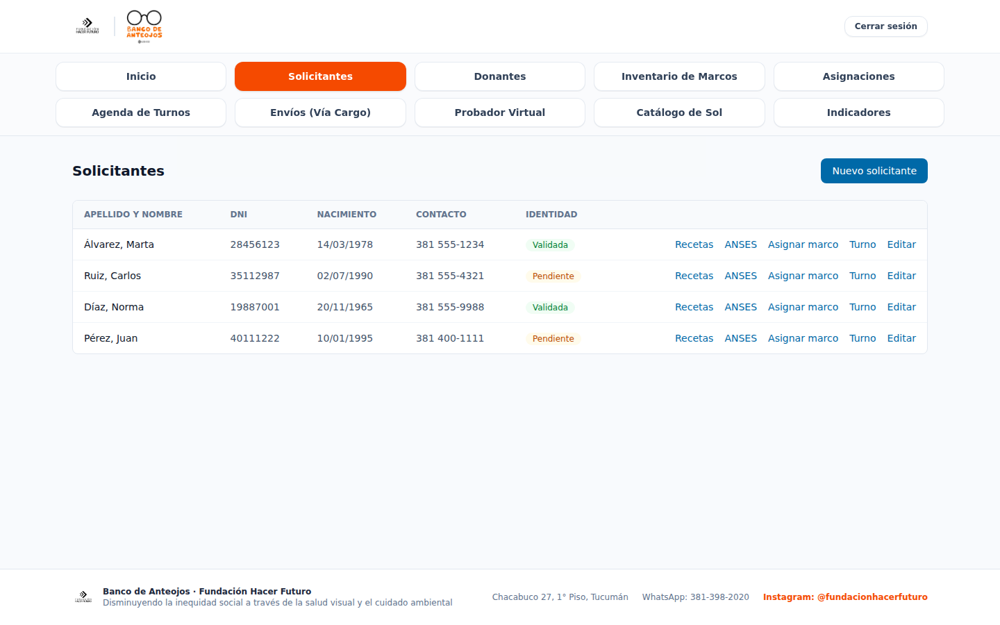 FUNDACIÓN
HACER FUTURO
BANCO DE
ANTEOJOS
Cerrar sesión
Inicio
Solicitantes
Donantes
Inventario de Marcos
Asignaciones
Agenda de Turnos
Envíos (Vía Cargo)
Probador Virtual
Catálogo de Sol
Indicadores
Solicitantes
Nuevo solicitante
APELLIDO Y NOMBRE DNI NACIMIENTO CONTACTO IDENTIDAD
Álvarez, Marta 28456123 14/03/1978 381 555-1234 Validada Recetas ANSES Asignar marco Turno Editar
Ruiz, Carlos 35112987 02/07/1990 381 555-4321 Pendiente Recetas ANSES Asignar marco Turno Editar
Díaz, Norma 19887001 20/11/1965 381 555-9988 Validada Recetas ANSES Asignar marco Turno Editar
Pérez, Juan 40111222 10/01/1995 381 400-1111 Pendiente Recetas ANSES Asignar marco Turno Editar
FUNDACIÓN
HACER FUTURO
Banco de Anteojos · Fundación Hacer Futuro
Disminuyendo la inequidad social a través de la salud visual y el cuidado ambiental
Chacabuco 27, 1° Piso, Tucumán
WhatsApp: 381-398-2020
Instagram: @fundacionhacerfuturo